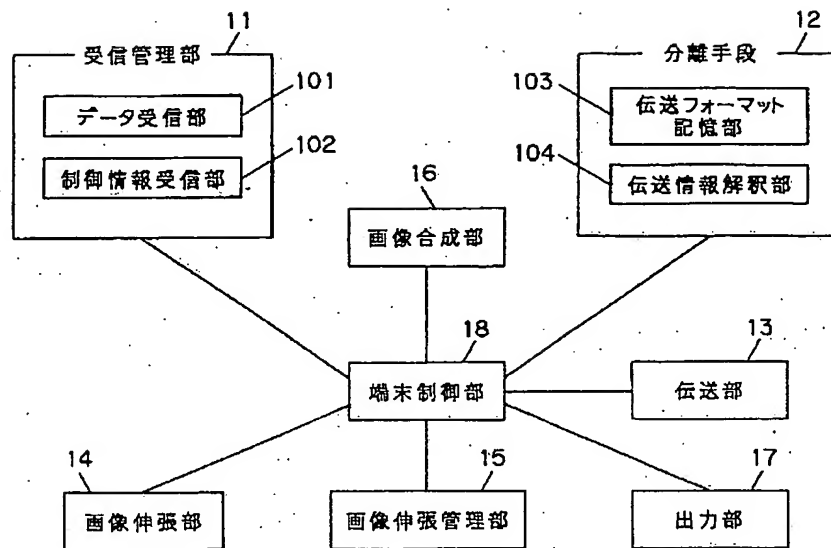 11
受信管理部
101
データ受信部
102
制御情報受信部
12
分離手段
103
伝送フォーマット
記憶部
104
伝送情報解釈部
16
画像合成部
18
端末制御部
13
伝送部
14
画像伸張部
15
画像伸張管理部
17
出力部